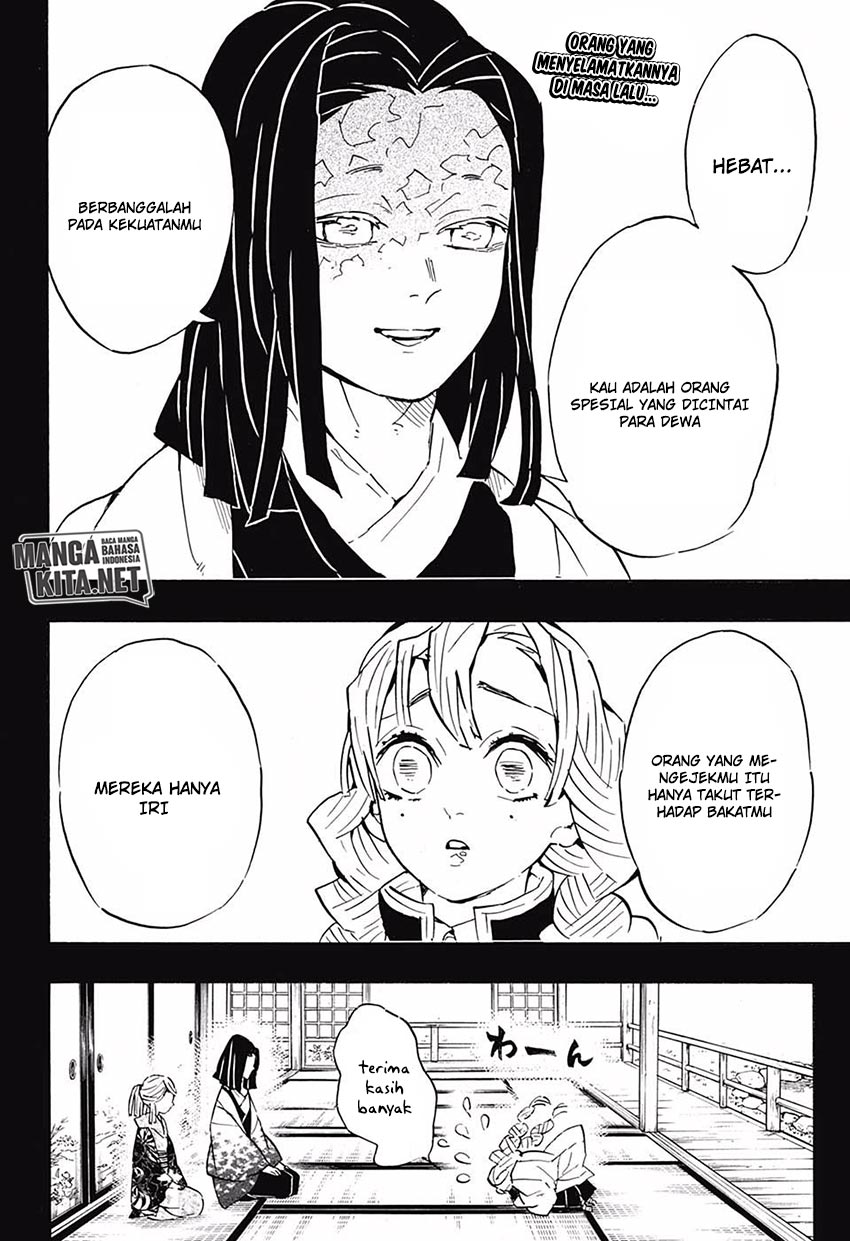 ORANG YANG
MENYELAMATKANNYA
DI MASA LALU...
HEBAT...
KAU ADALAH ORANG
SPESIAL YANG DICINTAI
PARA DEWA
BERBANGGALAH
PADA KEKUATANMU
MANGA
KITA.NET
BACA MANGA
BAHASA
INDONESIA
ORANG YANG ME-
NGEJEKMU ITU
HANYA TAKUT TER-
HADAP BAKATMU
MEREKA HANYA
IRI
わーん
terima
kasih
banyak